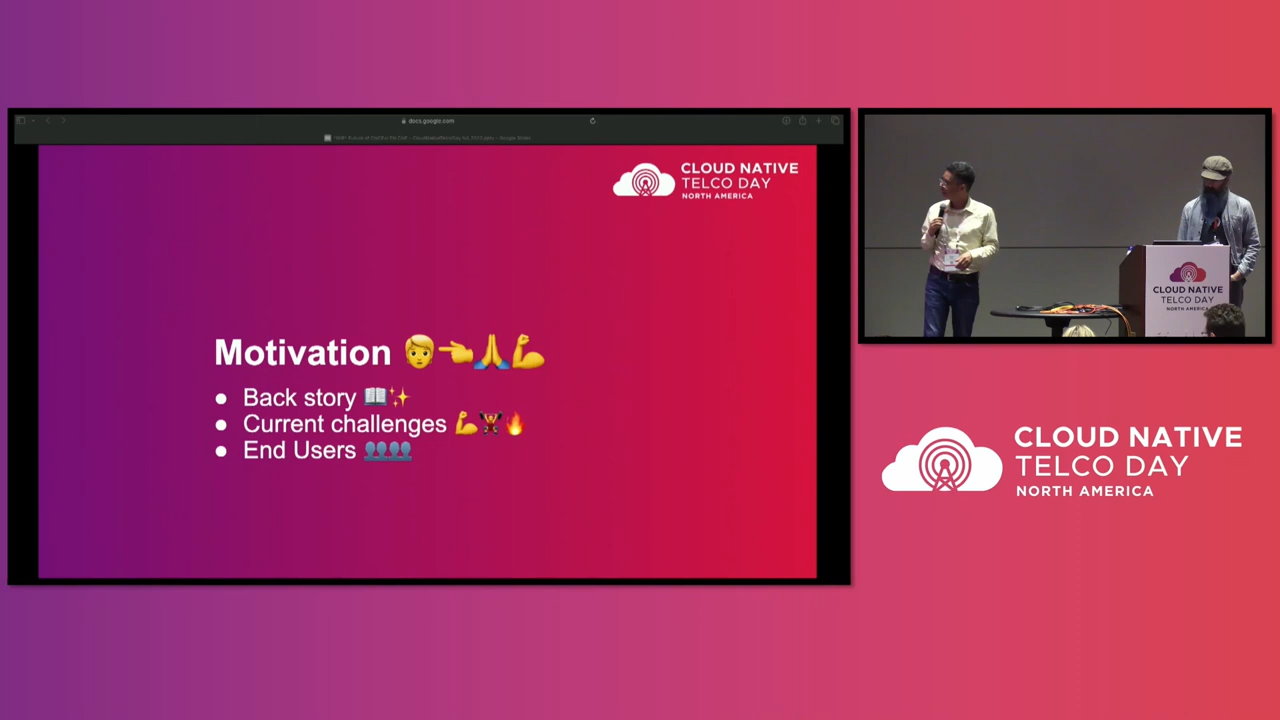 docs.google.com
CLOUD NATIVE
TELCO DAY
NORTH AMERICA
Motivation 🧑👈🙏💪
● Back story 📖✨
● Current challenges 💪🏋🔥
● End Users 👥👥
CLOUD NATIVE
TELCO DAY
NORTH AMERICA
CLOUD NATIVE
TELCO DAY
NORTH AMERICA